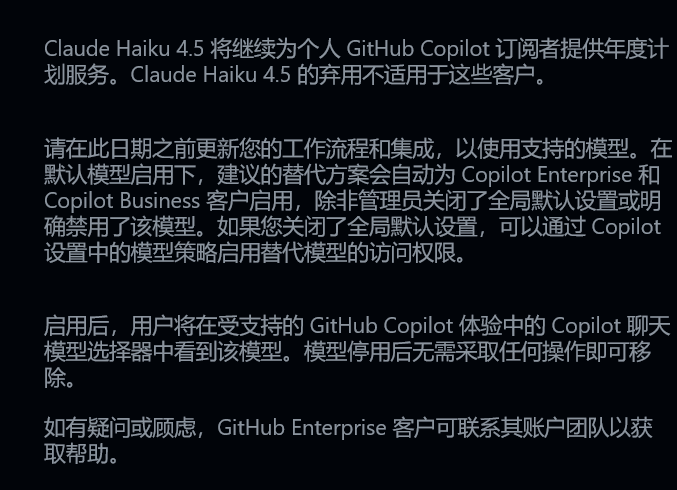 Claude Haiku 4.5 将继续为个人 GitHub Copilot 订阅者提供年度计
划服务。Claude Haiku 4.5 的弃用不适用于这些客户。
请在此日期之前更新您的工作流程和集成，以使用支持的模型。在
默认模型启用下，建议的替代方案会自动为 Copilot Enterprise 和
Copilot Business 客户启用，除非管理员关闭了全局默认设置或明
确禁用了该模型。如果您关闭了全局默认设置，可以通过 Copilot
设置中的模型策略启用替代模型的访问权限。
启用后，用户将在受支持的 GitHub Copilot 体验中的 Copilot 聊天
模型选择器中看到该模型。模型停用后无需采取任何操作即可移
除。
如有疑问或顾虑，GitHub Enterprise 客户可联系其账户团队以获
取帮助。